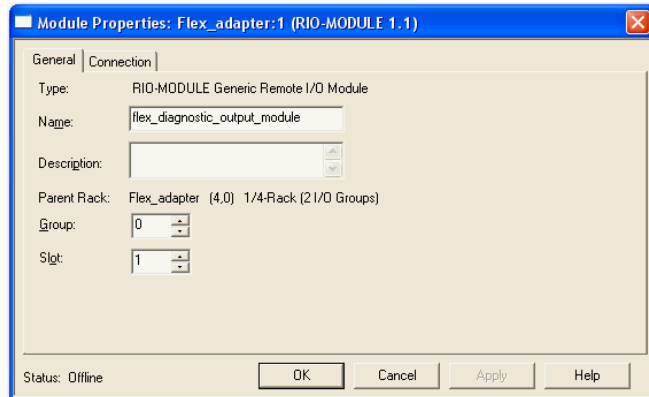 Module Properties: Flex_adapter:1 (RIO-MODULE 1.1)
General Connection
Type: RIO-MODULE Generic Remote I/O Module
Name: flex_diagnostic_output_module
Description:
Parent Rack: Flex_adapter (4,0) 1/4-Rack (2 I/O Groups)
Group: 0
Slot: 1
Status: Offline OK Cancel Apply Help